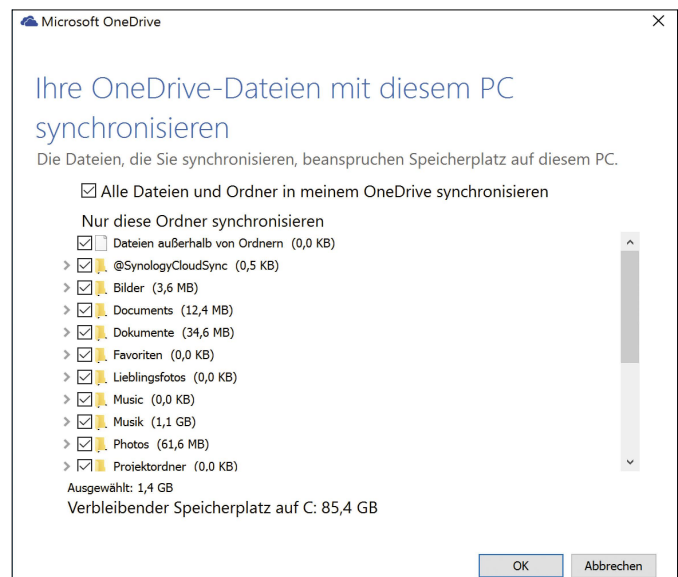 Microsoft OneDrive
Ihre OneDrive-Dateien mit diesem PC
synchronisieren
Die Dateien, die Sie synchronisieren, beanspruchen Speicherplatz auf diesem PC.
Alle Dateien und Ordner in meinem OneDrive synchronisieren
Nur diese Ordner synchronisieren
Dateien außerhalb von Ordnern (0,0 KB)
@SynologyCloudSync (0,5 KB)
Bilder (3,6 MB)
Documents (12,4 MB)
Dokumente (34,6 MB)
Favoriten (0,0 KB)
Lieblingsfotos (0,0 KB)
Music (0,0 KB)
Musik (1,1 GB)
Photos (61,6 MB)
Projektordner (0,0 KB)
Ausgewählt: 1,4 GB
Verbleibender Speicherplatz auf C: 85,4 GB
OK Abbrechen